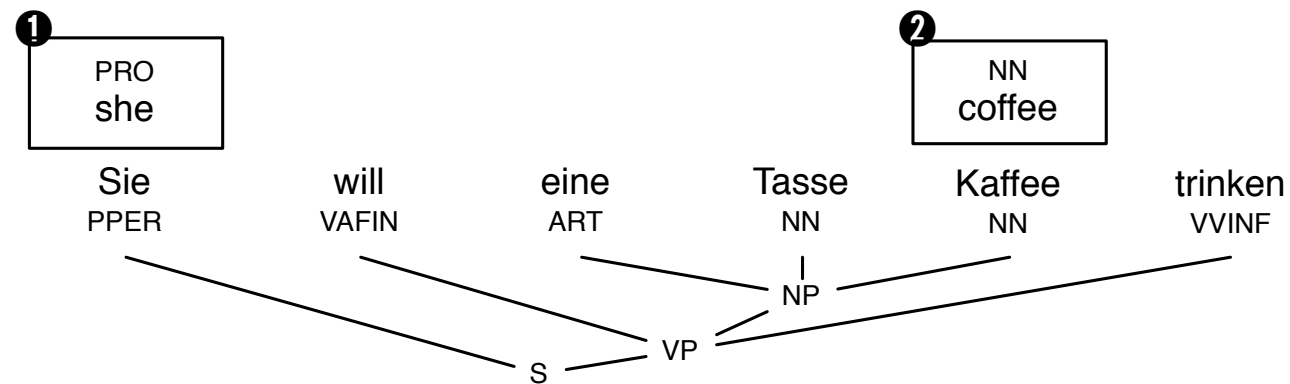 1 2
PRO NN
she coffee
Sie will eine Tasse Kaffee trinken
PPER VAFIN ART NN NN VVINF
NP
VP
S